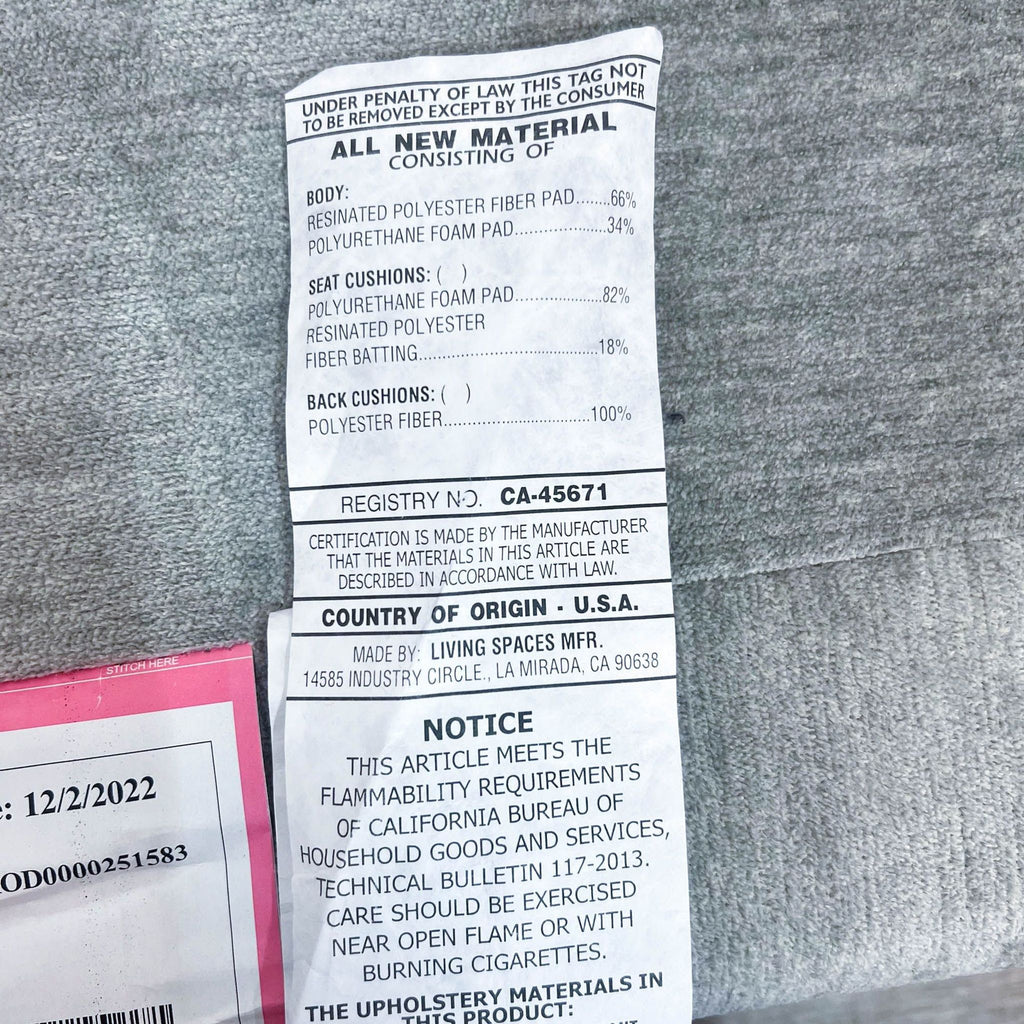 UNDER PENALTY OF LAW THIS TAG NOT
TO BE REMOVED EXCEPT BY THE CONSUMER
ALL NEW MATERIAL
CONSISTING OF
BODY:
RESINATED POLYESTER FIBER PAD........66%
POLYURETHANE FOAM PAD.....................34%
SEAT CUSHIONS: ( )
POLYURETHANE FOAM PAD....................82%
RESINATED POLYESTER
FIBER BATTING.........................................18%
BACK CUSHIONS: ( )
POLYESTER FIBER..................................100%
REGISTRY NO. CA-45671
CERTIFICATION IS MADE BY THE MANUFACTURER
THAT THE MATERIALS IN THIS ARTICLE ARE
DESCRIBED IN ACCORDANCE WITH LAW.
COUNTRY OF ORIGIN - U.S.A.
MADE BY: LIVING SPACES MFR.
14585 INDUSTRY CIRCLE., LA MIRADA, CA 90638
NOTICE
THIS ARTICLE MEETS THE
FLAMMABILITY REQUIREMENTS
OF CALIFORNIA BUREAU OF
HOUSEHOLD GOODS AND SERVICES,
TECHNICAL BULLETIN 117-2013.
CARE SHOULD BE EXERCISED
NEAR OPEN FLAME OR WITH
BURNING CIGARETTES.
THE UPHOLSTERY MATERIALS IN
THIS PRODUCT:
STITCH HERE
: 12/2/2022
OD0000251583